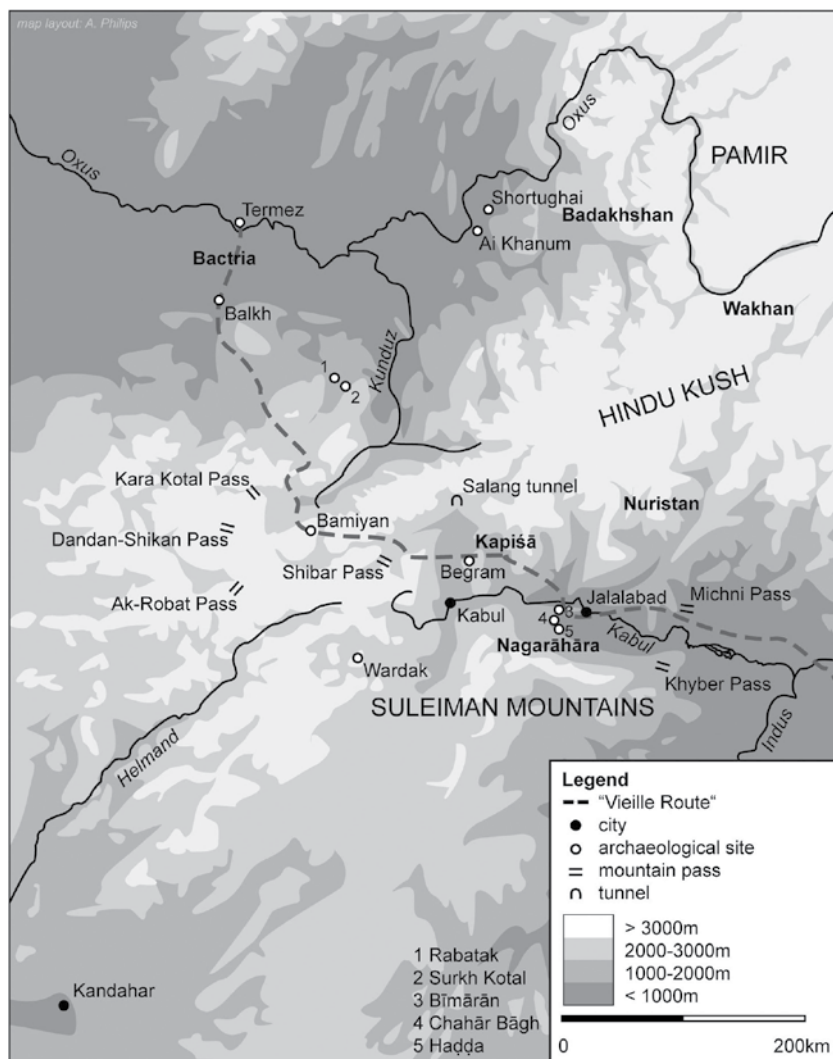 map layout: A. Philips
Oxus
PAMIR
Oxus
Shortughai
Badakhshan
Termez
Ai Khanum
Bactria
Wakhan
Balkh
Kunduz
1
2
HINDU KUSH
Kara Kotal Pass
Salang tunnel
Nuristan
Bamiyan
Dandan-Shikan Pass
Kapiśā
Shibar Pass
Begram
Ak-Robat Pass
Jalalabad
Michni Pass
3
4
5
Kabul
Kabul
Nagarāhāra
Wardak
Khyber Pass
SULEIMAN MOUNTAINS
Indus
Helmand
Legend
"Vieille Route"
city
archaeological site
mountain pass
tunnel
> 3000m
2000-3000m
1000-2000m
< 1000m
0 200km
1 Rabatak
2 Surkh Kotal
3 Bīmārān
4 Chahār Bāgh
5 Haḍḍa
Kandahar